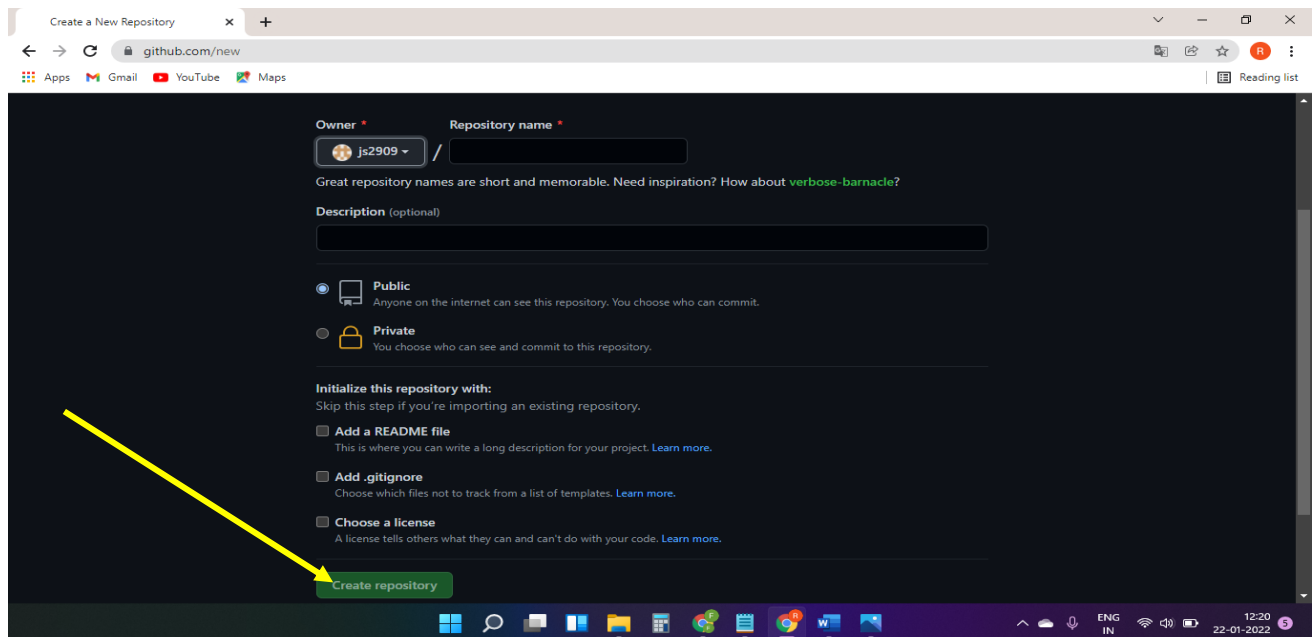 Create a New Repository
github.com/new
Apps Gmail YouTube Maps Reading list
Owner * Repository name *
js2909 /
Great repository names are short and memorable. Need inspiration? How about verbose-barnacle?
Description (optional)
Public
Anyone on the internet can see this repository. You choose who can commit.
Private
You choose who can see and commit to this repository.
Initialize this repository with:
Skip this step if you're importing an existing repository.
Add a README file
This is where you can write a long description for your project. Learn more.
Add .gitignore
Choose which files not to track from a list of templates. Learn more.
Choose a license
A license tells others what they can and can't do with your code. Learn more.
Create repository
ENG 12:20
IN 22-01-2022 5